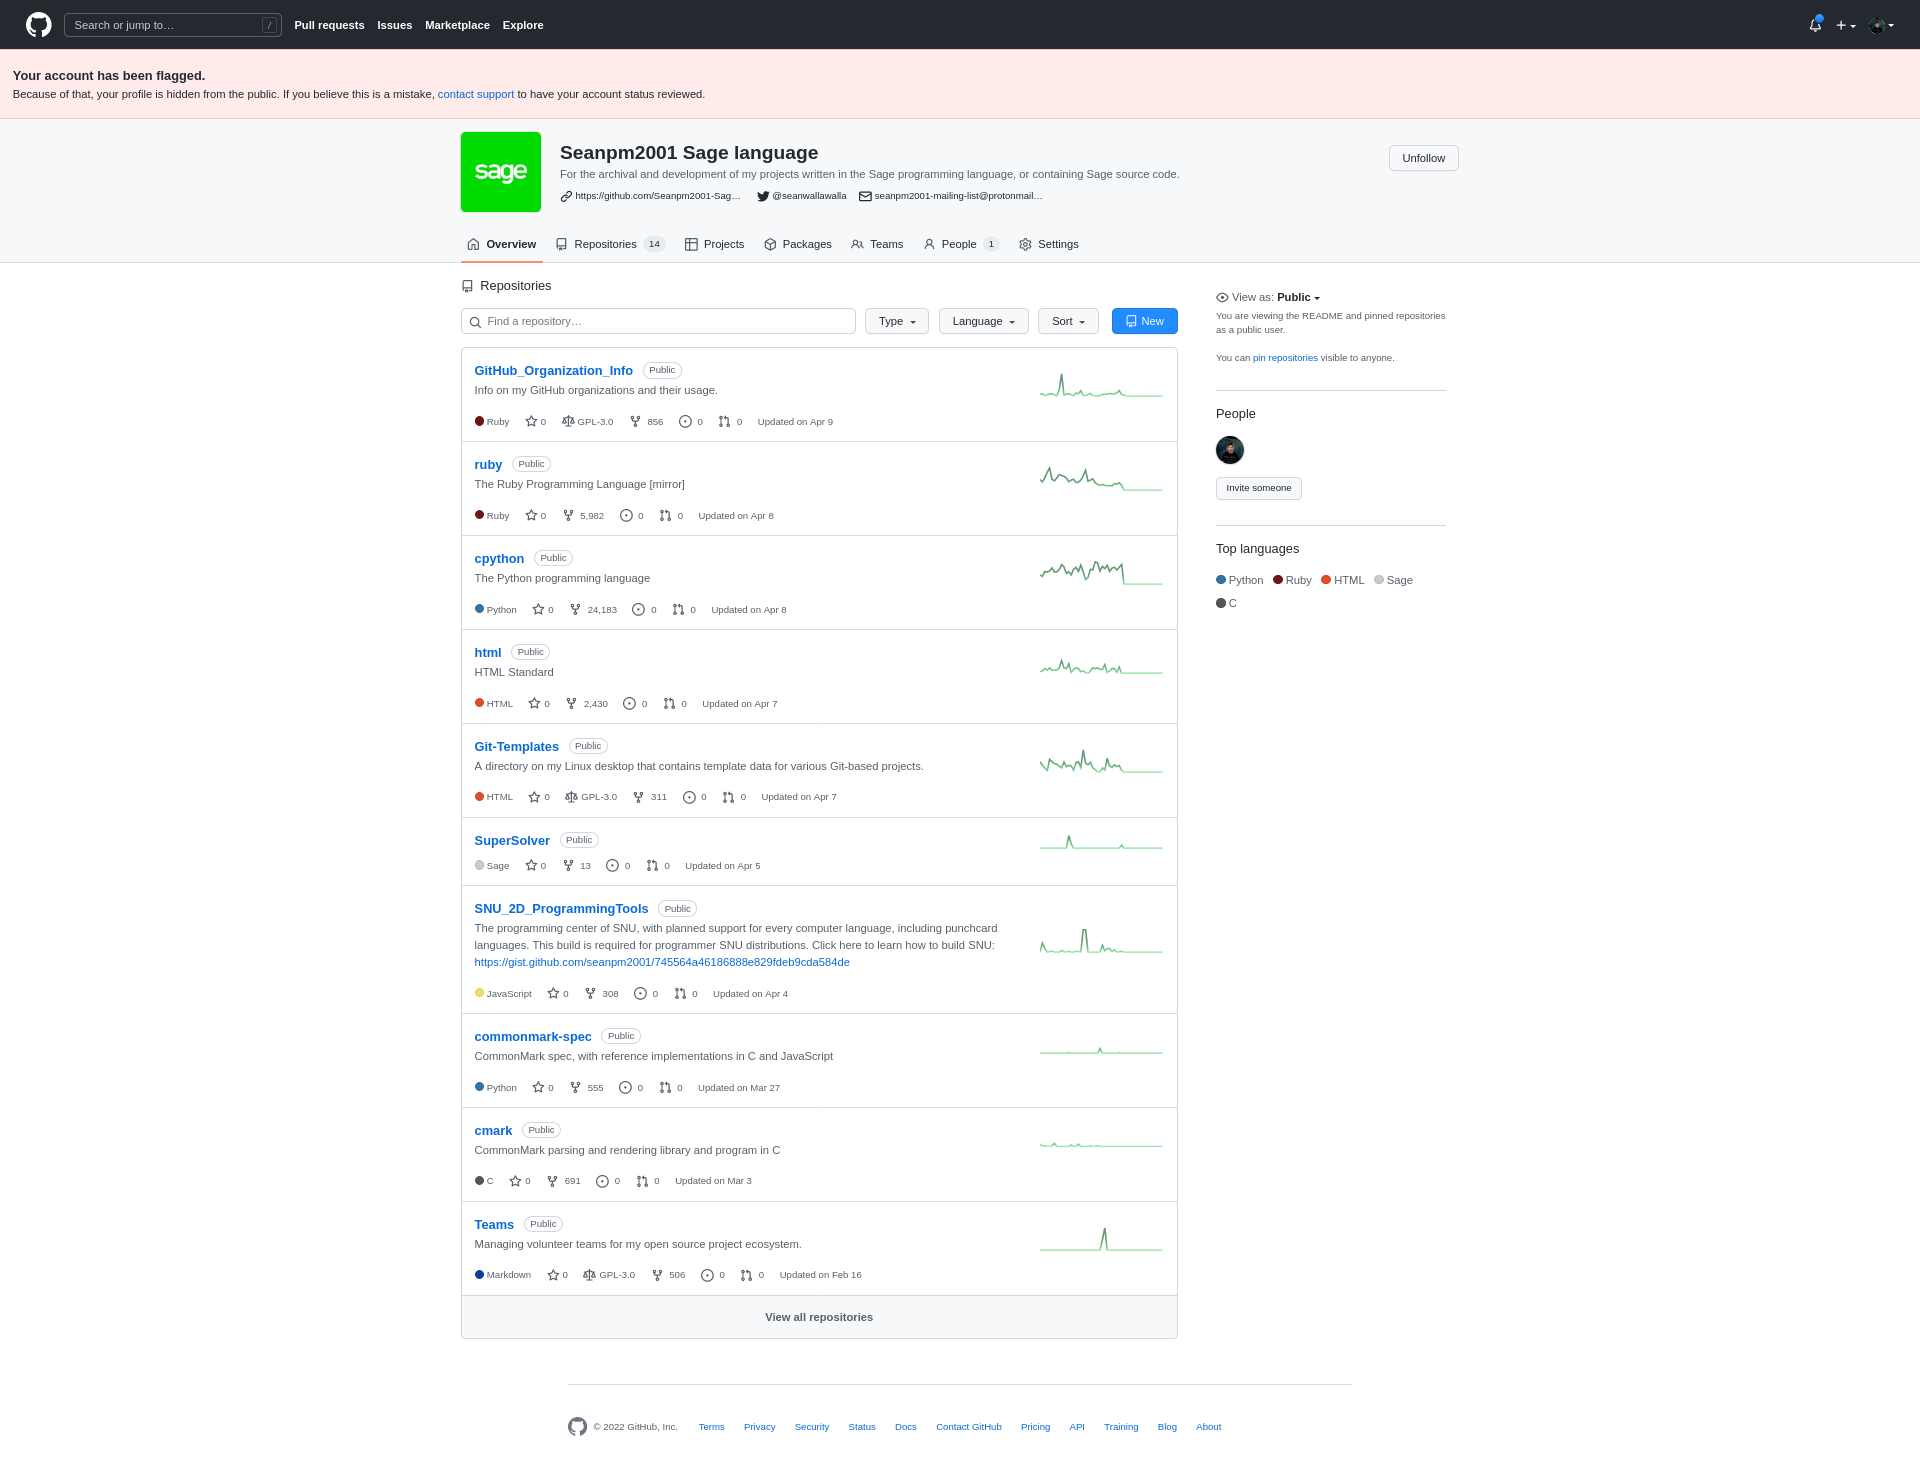 Search or jump to…
/
Pull requests
Issues
Marketplace
Explore
Your account has been flagged.
Because of that, your profile is hidden from the public. If you believe this is a mistake, contact support to have your account status reviewed.
sage
Seanpm2001 Sage language
For the archival and development of my projects written in the Sage programming language, or containing Sage source code.
https://github.com/Seanpm2001-Sag…
@seanwallawalla
seanpm2001-mailing-list@protonmail…
Unfollow
Overview
Repositories 14
Projects
Packages
Teams
People 1
Settings
Repositories
Find a repository…
Type
Language
Sort
New
GitHub_Organization_Info Public
Info on my GitHub organizations and their usage.
Ruby 0 GPL-3.0 856 0 0 Updated on Apr 9
ruby Public
The Ruby Programming Language [mirror]
Ruby 0 5,982 0 0 Updated on Apr 8
cpython Public
The Python programming language
Python 0 24,183 0 0 Updated on Apr 8
html Public
HTML Standard
HTML 0 2,430 0 0 Updated on Apr 7
Git-Templates Public
A directory on my Linux desktop that contains template data for various Git-based projects.
HTML 0 GPL-3.0 311 0 0 Updated on Apr 7
SuperSolver Public
Sage 0 13 0 0 Updated on Apr 5
SNU_2D_ProgrammingTools Public
The programming center of SNU, with planned support for every computer language, including punchcard
languages. This build is required for programmer SNU distributions. Click here to learn how to build SNU:
https://gist.github.com/seanpm2001/745564a46186888e829fdeb9cda584de
JavaScript 0 308 0 0 Updated on Apr 4
commonmark-spec Public
CommonMark spec, with reference implementations in C and JavaScript
Python 0 555 0 0 Updated on Mar 27
cmark Public
CommonMark parsing and rendering library and program in C
C 0 691 0 0 Updated on Mar 3
Teams Public
Managing volunteer teams for my open source project ecosystem.
Markdown 0 GPL-3.0 506 0 0 Updated on Feb 16
View all repositories
View as: Public
You are viewing the README and pinned repositories
as a public user.
You can pin repositories visible to anyone.
People
Invite someone
Top languages
Python Ruby HTML Sage
C
© 2022 GitHub, Inc.
Terms
Privacy
Security
Status
Docs
Contact GitHub
Pricing
API
Training
Blog
About